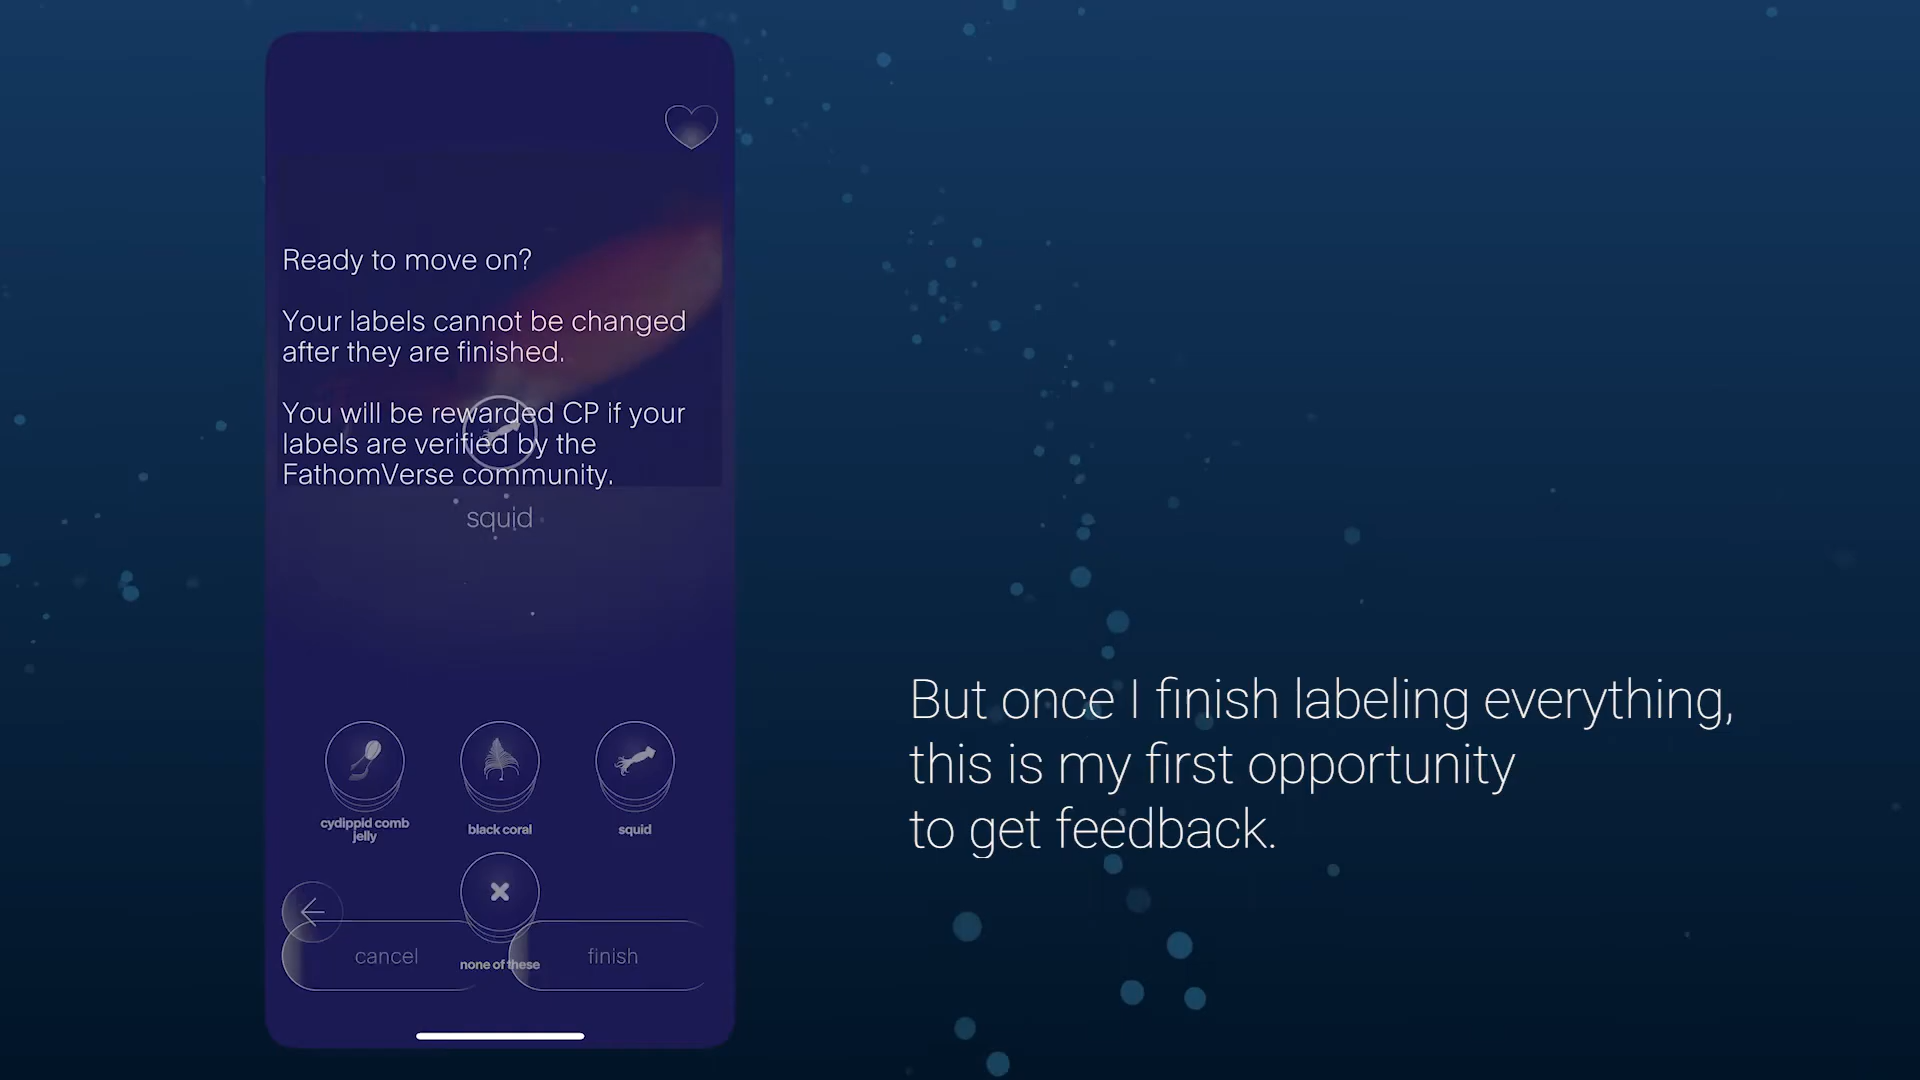 Ready to move on?
Your labels cannot be changed
after they are finished.
You will be rewarded CP if your
labels are verified by the
FathomVerse community.
squid
cydippid comb
jelly
black coral
squid
cancel
none of these
finish
But once I finish labeling everything,
this is my first opportunity
to get feedback.